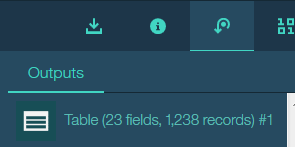 Outputs
Table (23 fields, 1,238 records) #1